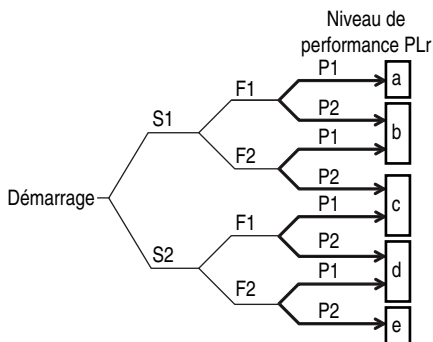 Niveau de
performance PLr
P1
a
F1
P2
b
S1
P1
F2
P2
c
Démarrage
P1
F1
P2
d
S2
P1
F2
P2
e